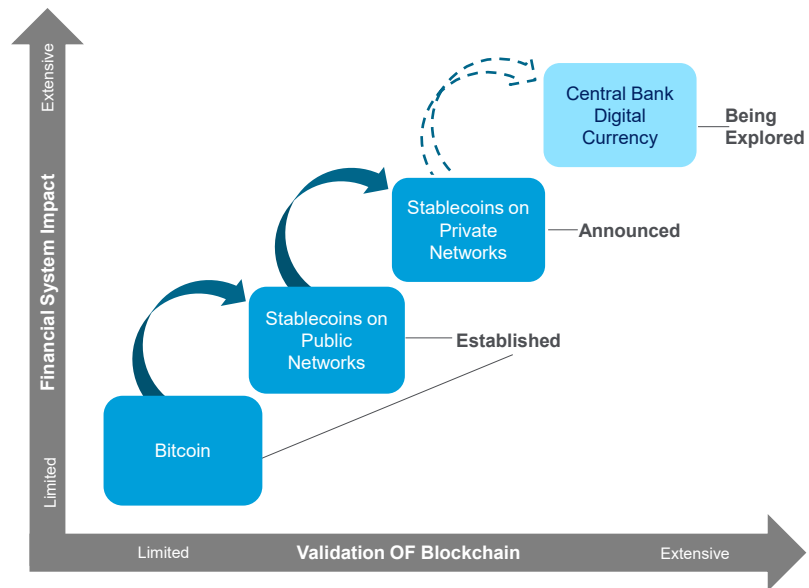 Extensive
Financial System Impact
Limited
Central Bank
Digital
Currency
Being
Explored
Stablecoins on
Private
Networks
Announced
Stablecoins on
Public
Networks
Established
Bitcoin
Limited
Validation OF Blockchain
Extensive